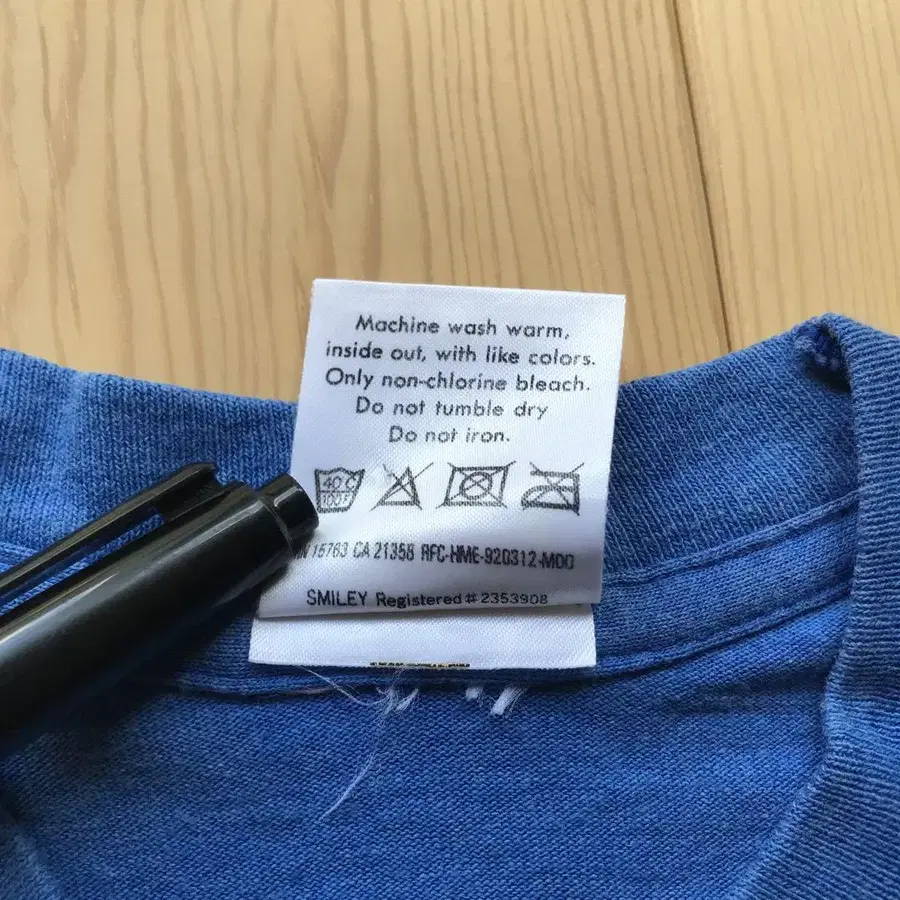 Machine wash warm,
inside out, with like colors.
Only non-chlorine bleach.
Do not tumble dry
Do not iron.
40 C
100 F
15763 CA 21358 RFC-HME-920312-MDO
SMILEY Registered # 2353908